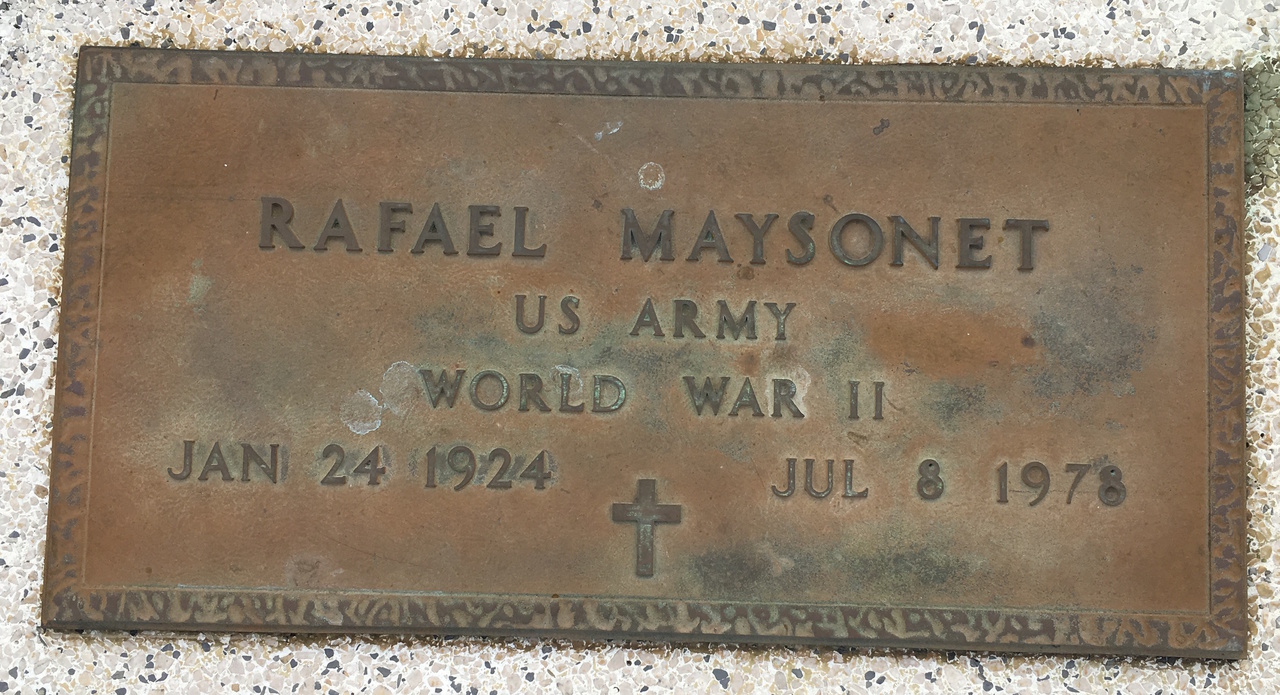 RAFAEL MAYSONET
US ARMY
WORLD WAR II
JAN 24 1924 JUL 8 1978